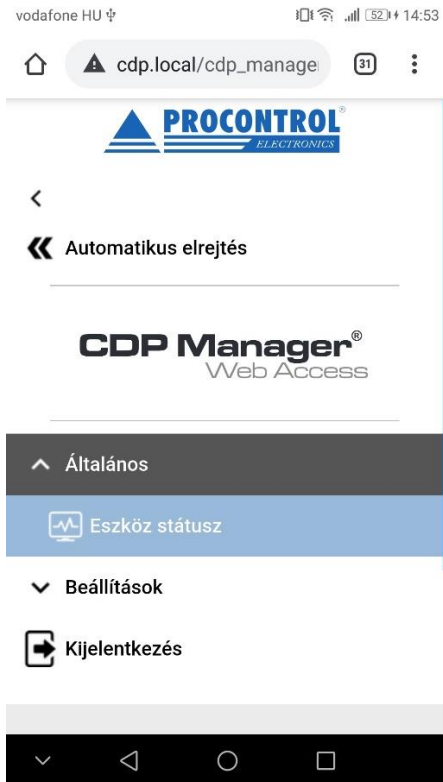 vodafone HU
52 14:53
cdp.local/cdp_manage
31
PROCONTROL®
ELECTRONICS
Automatikus elrejtés
CDP Manager®
Web Access
Általános
Eszköz státusz
Beállítások
Kijelentkezés